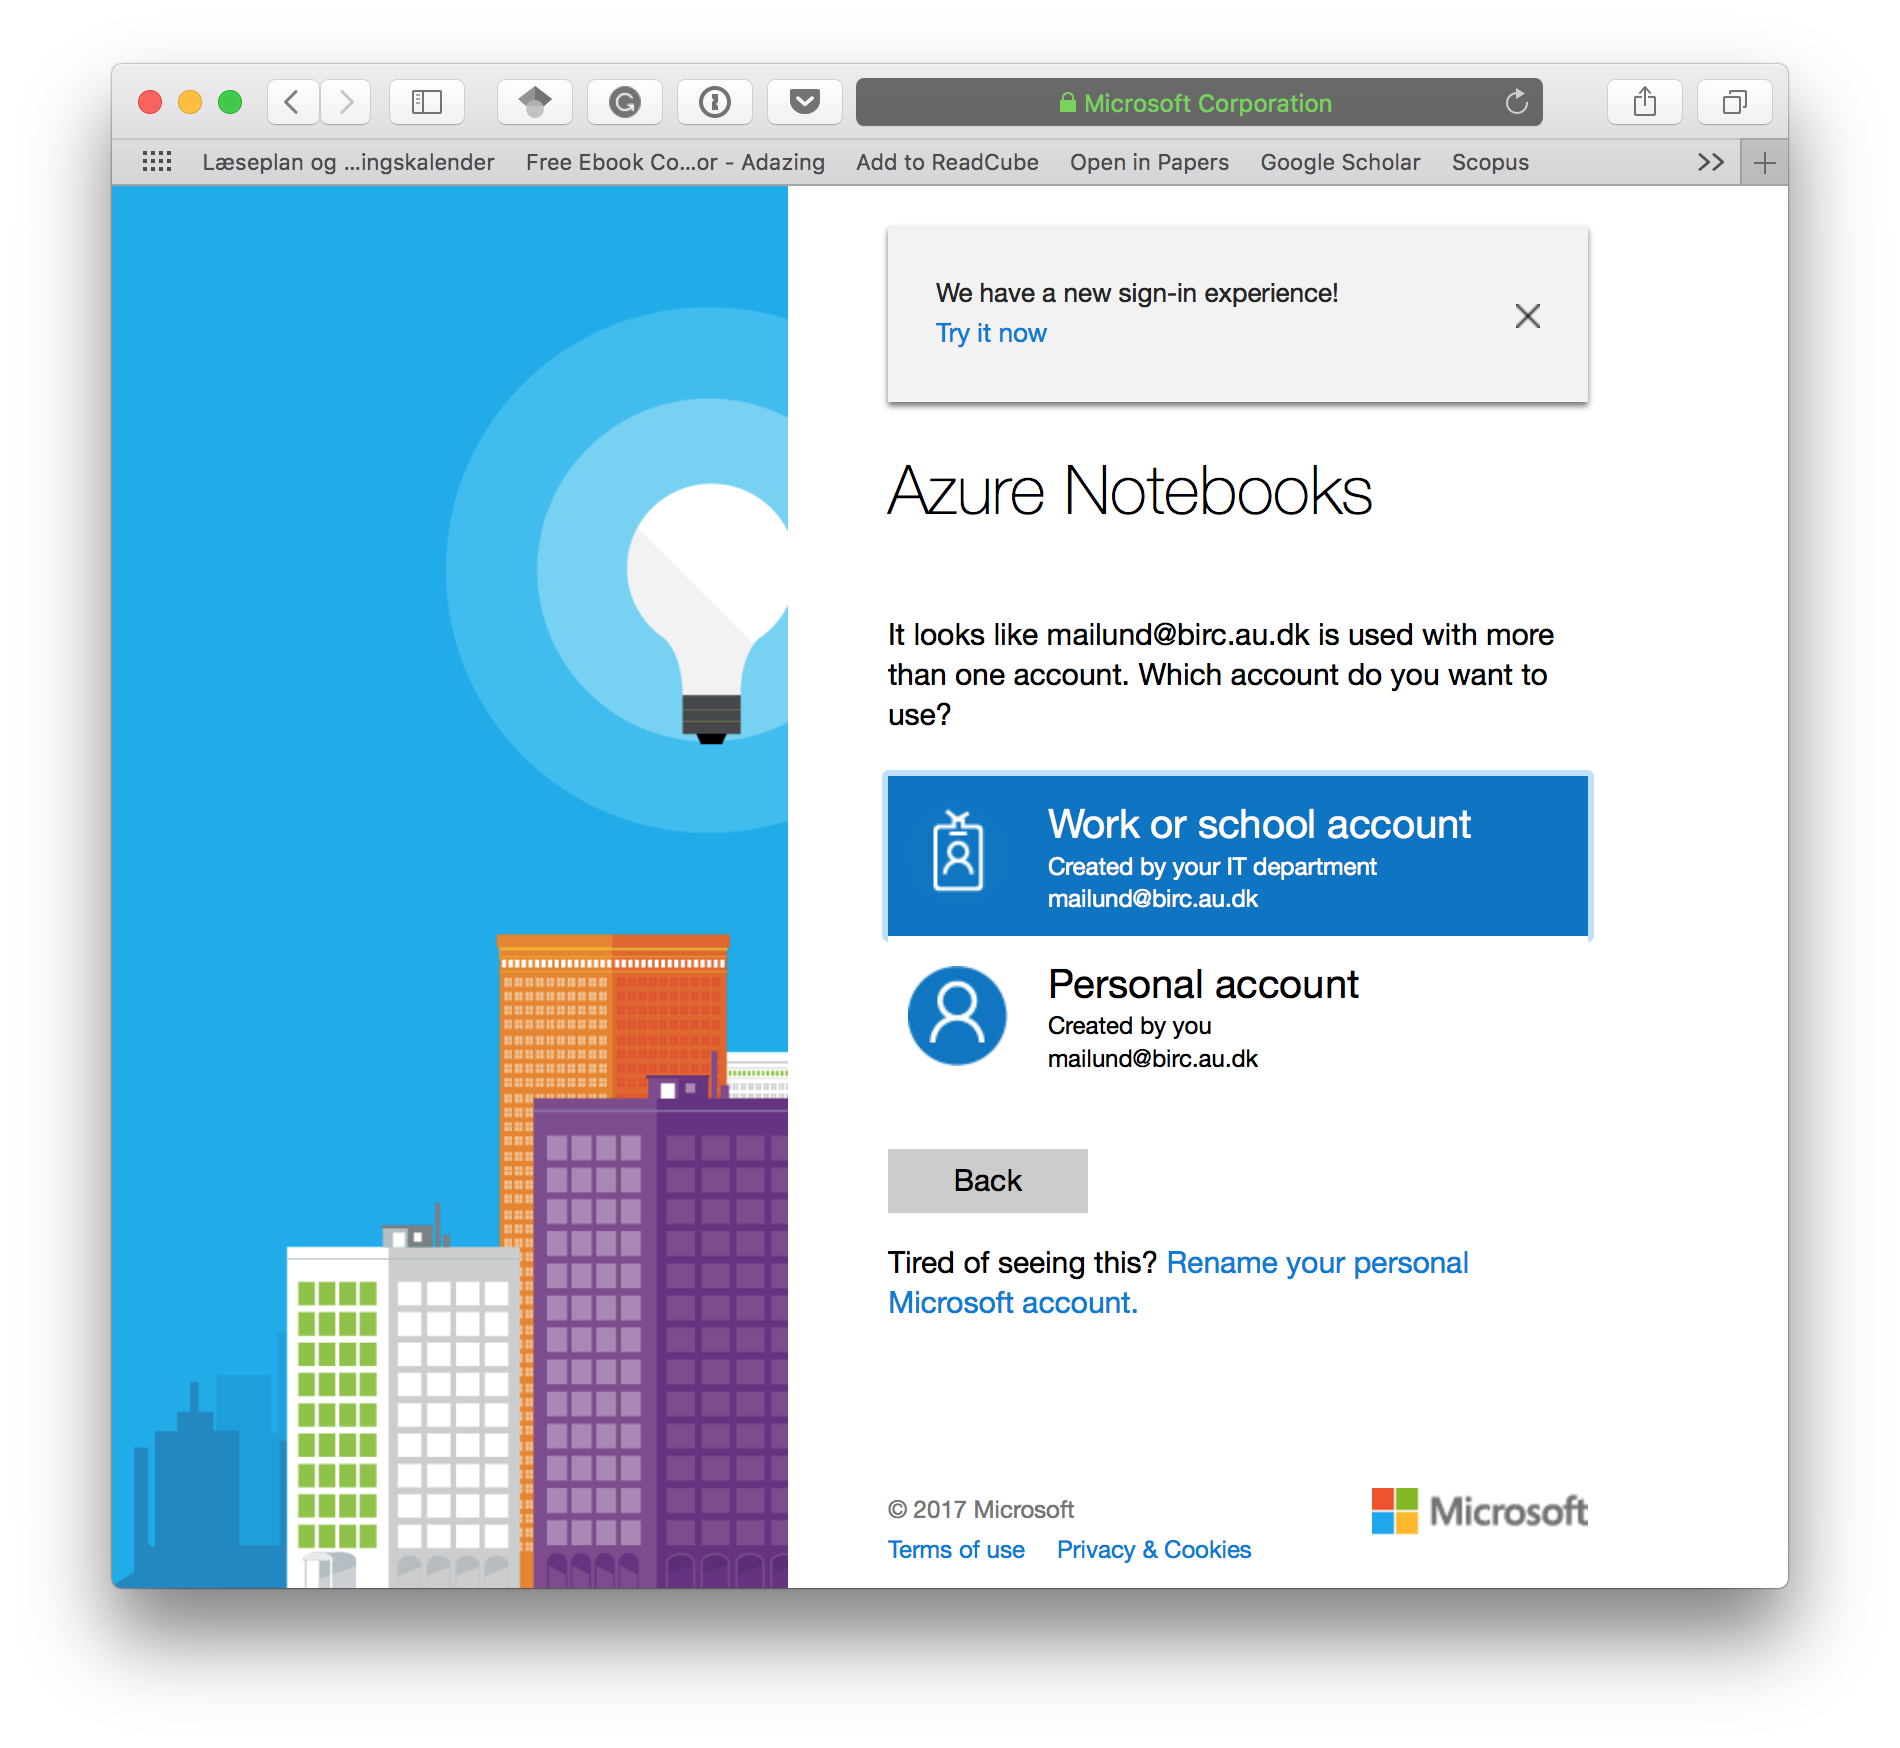 Microsoft Corporation
Læseplan og ...ingskalender Free Ebook Co...or - Adazing Add to ReadCube Open in Papers Google Scholar Scopus
We have a new sign-in experience!
Try it now
Azure Notebooks
It looks like mailund@birc.au.dk is used with more
than one account. Which account do you want to
use?
Work or school account
Created by your IT department
mailund@birc.au.dk
Personal account
Created by you
mailund@birc.au.dk
Back
Tired of seeing this? Rename your personal
Microsoft account.
© 2017 Microsoft
Microsoft
Terms of use Privacy & Cookies